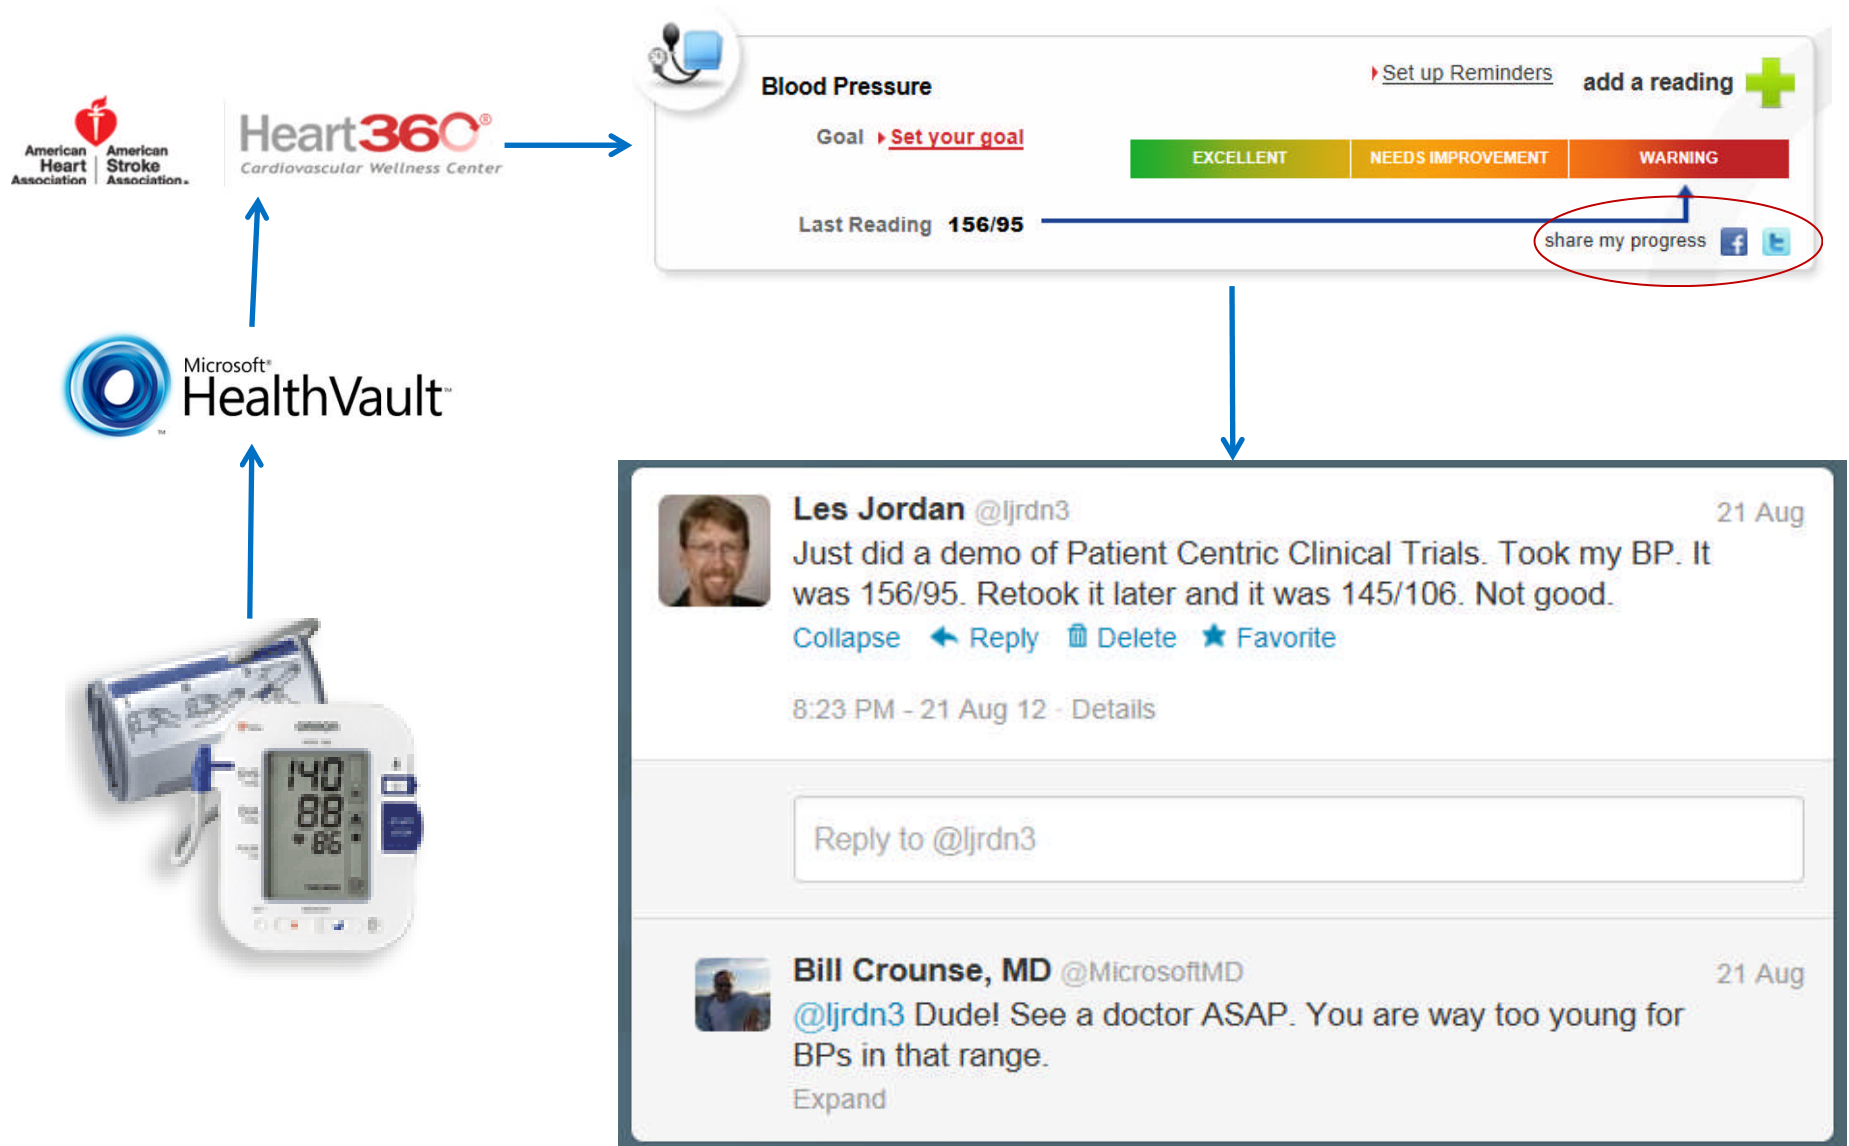 American Heart Association
American Stroke Association®
Heart360®
Cardiovascular Wellness Center
Blood Pressure
Set up Reminders
add a reading
Goal Set your goal
EXCELLENT NEEDS IMPROVEMENT WARNING
Last Reading 156/95
share my progress
Microsoft®
HealthVault™
TM
Les Jordan @ljrdn3 21 Aug
Just did a demo of Patient Centric Clinical Trials. Took my BP. It
was 156/95. Retook it later and it was 145/106. Not good.
Collapse Reply Delete Favorite
8:23 PM - 21 Aug 12 · Details
OMRON
140
88
86
Reply to @ljrdn3
Bill Crounse, MD @MicrosoftMD 21 Aug
@ljrdn3 Dude! See a doctor ASAP. You are way too young for
BPs in that range.
Expand